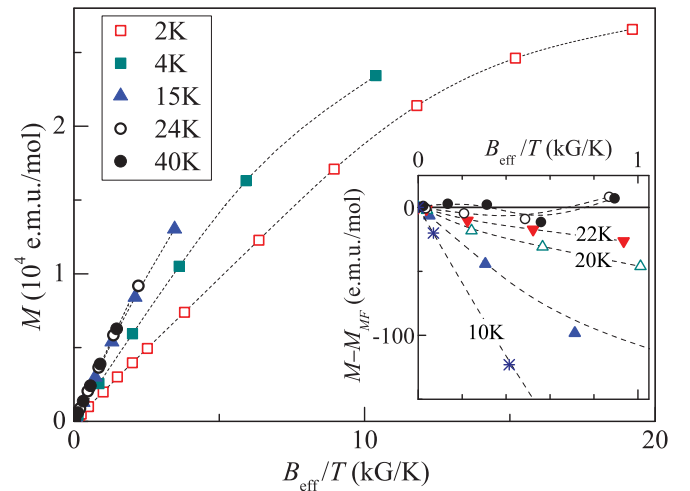 2K
4K
15K
24K
40K
M (10⁴ e.m.u./mol)
0
1
2
0
10
20
B_eff/T (kG/K)
0
1
B_eff/T (kG/K)
M–M_MF (e.m.u./mol)
0
-100
22K
20K
10K